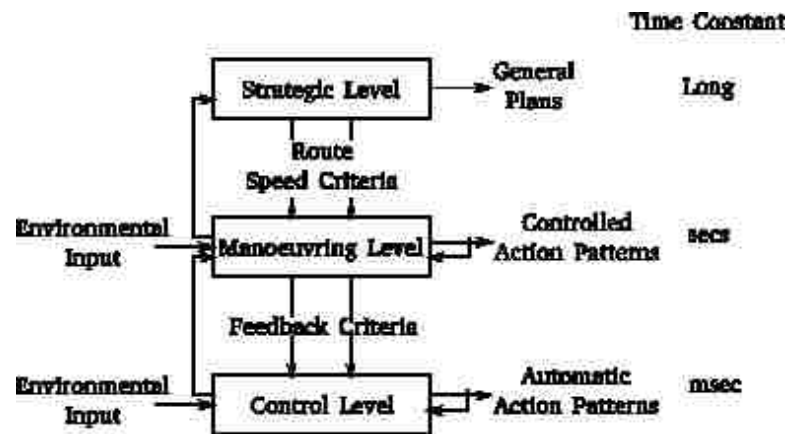 Time Constant
Strategic Level
General
Plans
Long
Route
Speed Criteria
Environmental
Input
Manoeuvring Level
Controlled
Action Patterns
secs
Feedback Criteria
Environmental
Input
Control Level
Automatic
Action Patterns
msec